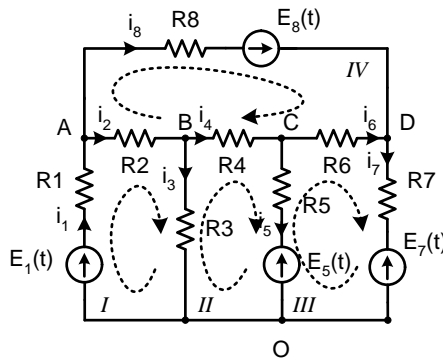 i8 R8 E8(t)
IV
A i2 B i4 C i6 D
R2 R4 R6 i7
R1 i3 R5 R7
i1 R3 i5
E1(t) E5(t) E7(t)
I II III
O